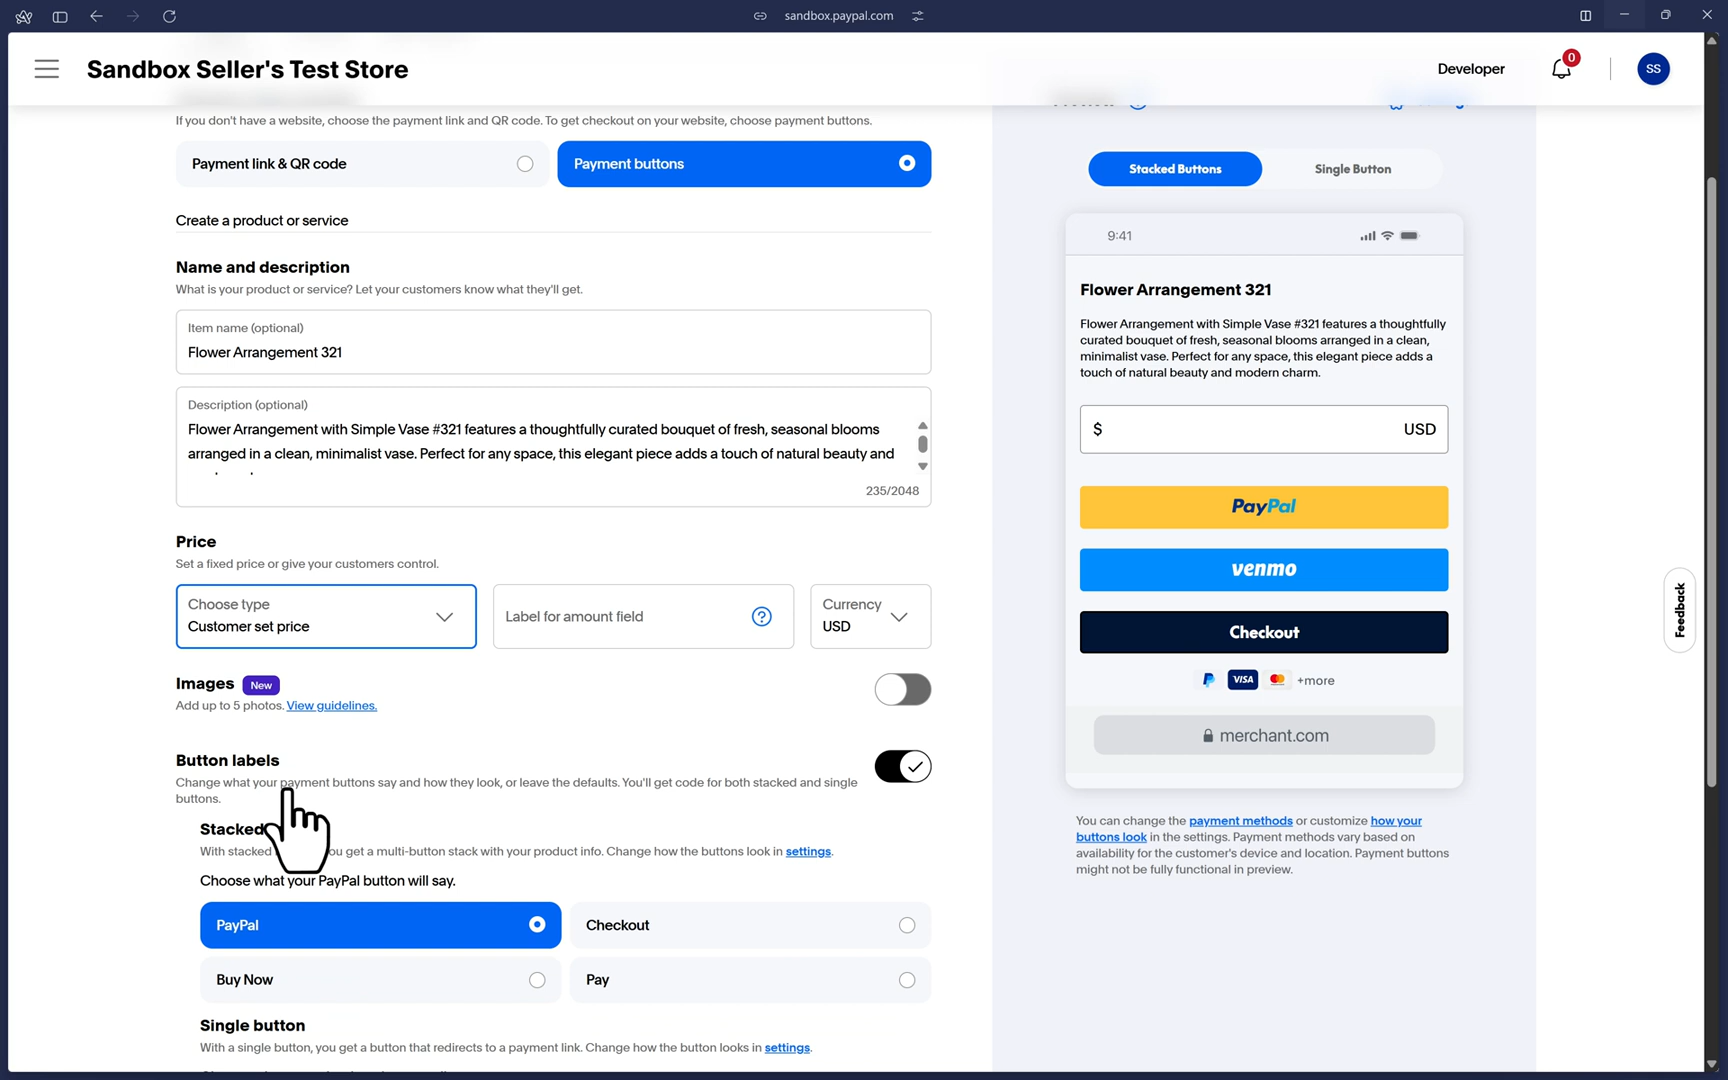 sandbox.paypal.com
Sandbox Seller's Test Store
Developer
0
SS
If you don't have a website, choose the payment link and QR code. To get checkout on your website, choose payment buttons.
Payment link & QR code
Payment buttons
Create a product or service
Name and description
What is your product or service? Let your customers know what they'll get.
Item name (optional)
Flower Arrangement 321
Description (optional)
Flower Arrangement with Simple Vase #321 features a thoughtfully curated bouquet of fresh, seasonal blooms
arranged in a clean, minimalist vase. Perfect for any space, this elegant piece adds a touch of natural beauty and
235/2048
Price
Set a fixed price or give your customers control.
Choose type
Customer set price
Label for amount field
?
Currency
USD
Images New
Add up to 5 photos. View guidelines.
Button labels
Change what your payment buttons say and how they look, or leave the defaults. You'll get code for both stacked and single
buttons.
Stacked
With stacked ou get a multi-button stack with your product info. Change how the buttons look in settings.
Choose what your PayPal button will say.
PayPal
Checkout
Buy Now
Pay
Single button
With a single button, you get a button that redirects to a payment link. Change how the button looks in settings.
Stacked Buttons
Single Button
9:41
Flower Arrangement 321
Flower Arrangement with Simple Vase #321 features a thoughtfully
curated bouquet of fresh, seasonal blooms arranged in a clean,
minimalist vase. Perfect for any space, this elegant piece adds a
touch of natural beauty and modern charm.
$ USD
PayPal
venmo
Checkout
VISA +more
merchant.com
You can change the payment methods or customize how your
buttons look in the settings. Payment methods vary based on
availability for the customer's device and location. Payment buttons
might not be fully functional in preview.
Feedback